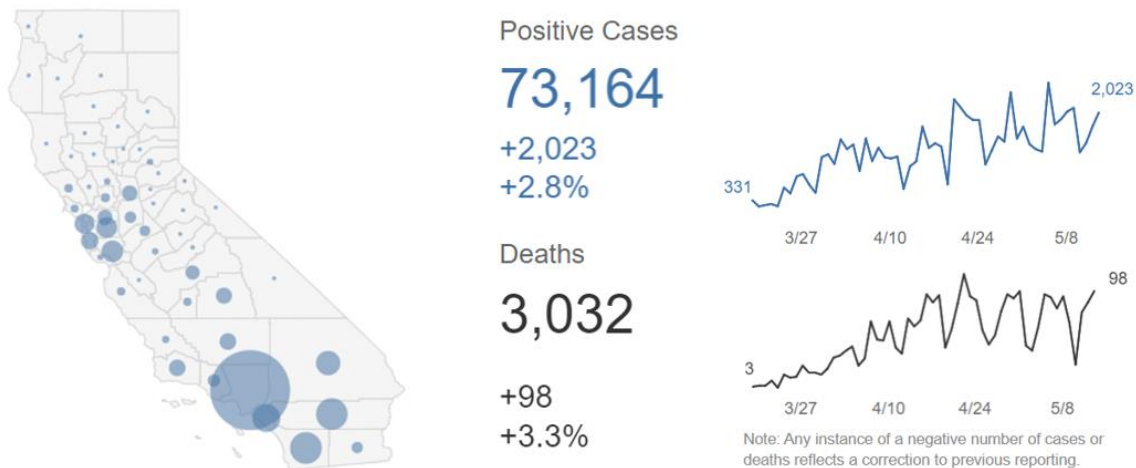 Positive Cases
73,164
+2,023
+2.8%
2,023
331
3/27 4/10 4/24 5/8
Deaths
3,032
+98
+3.3%
98
3
3/27 4/10 4/24 5/8
Note: Any instance of a negative number of cases or
deaths reflects a correction to previous reporting.